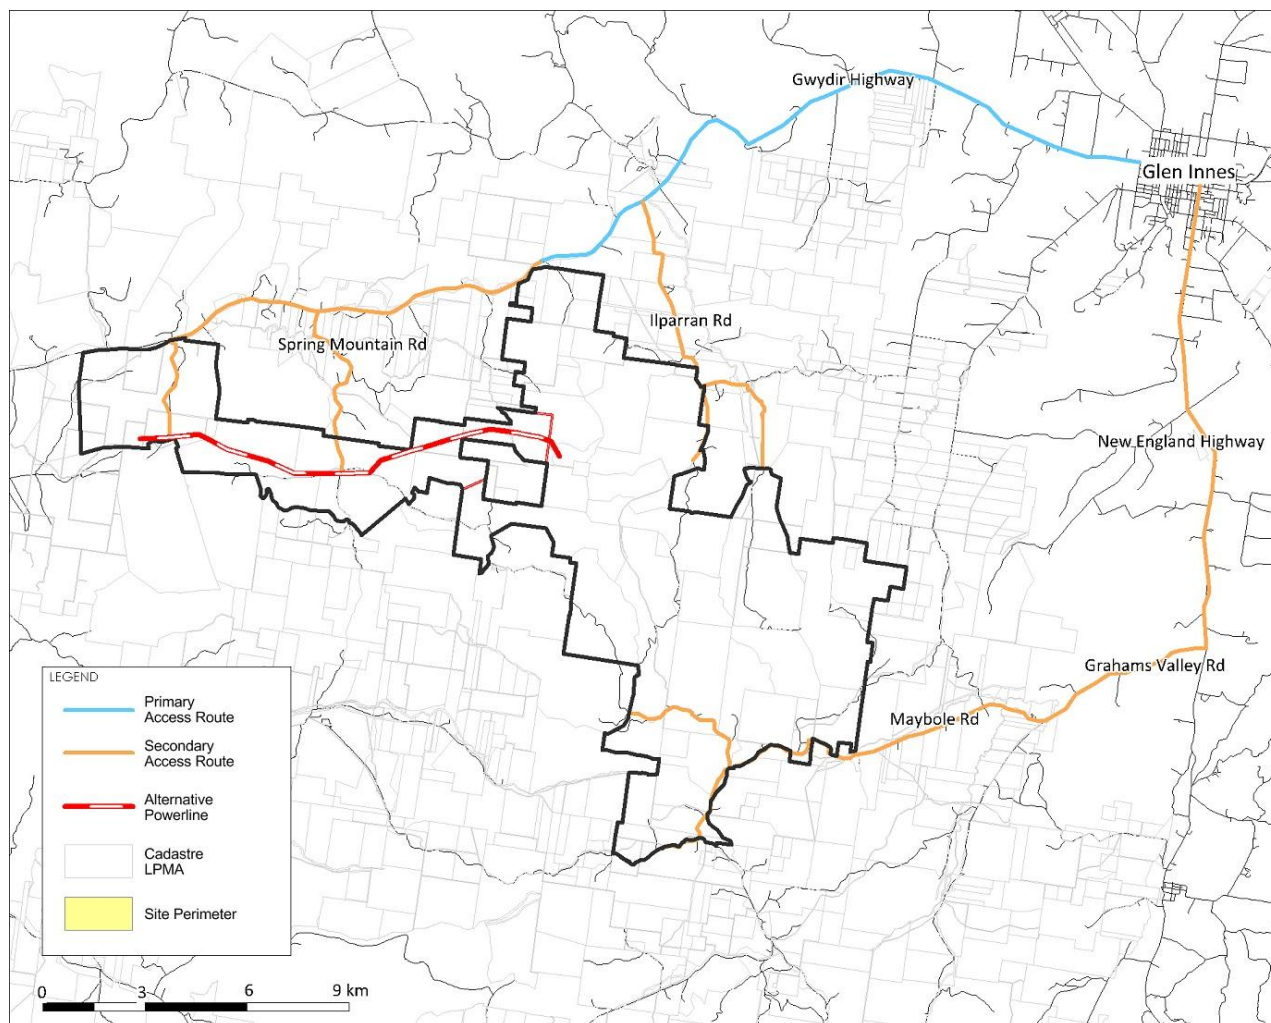 Gwydir Highway
Glen Innes
Ilparran Rd
Spring Mountain Rd
New England Highway
Grahams Valley Rd
Maybole Rd
LEGEND
Primary
Access Route
Secondary
Access Route
Alternative
Powerline
Cadastre
LPMA
Site Perimeter
0 3 6 9 km